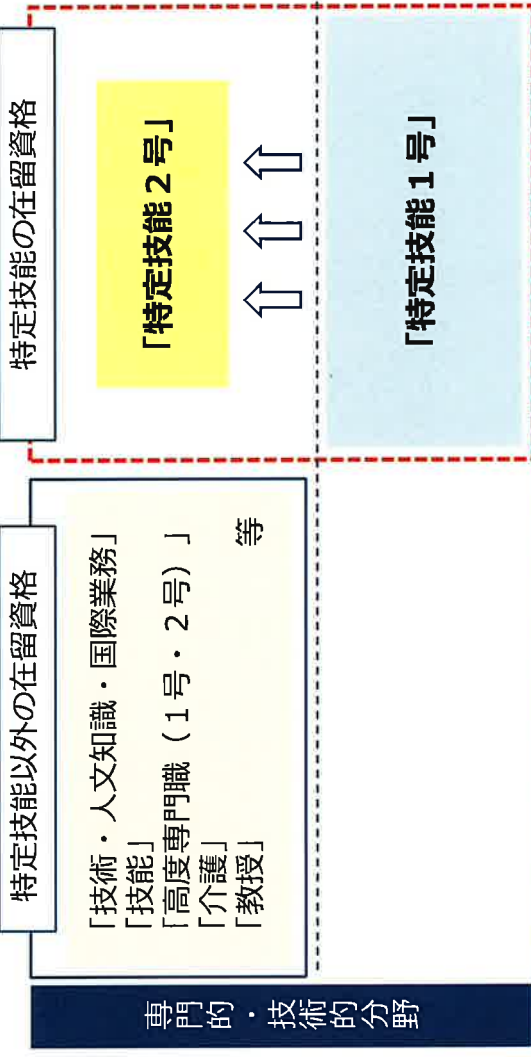 専門的・技術的分野
特定技能以外の在留資格
「技術・人文知識・国際業務」
「技能」
「高度専門職（１号・２号）」
「介護」
「教授」　　　　　　　　等
特定技能の在留資格
「特定技能２号」
「特定技能１号」